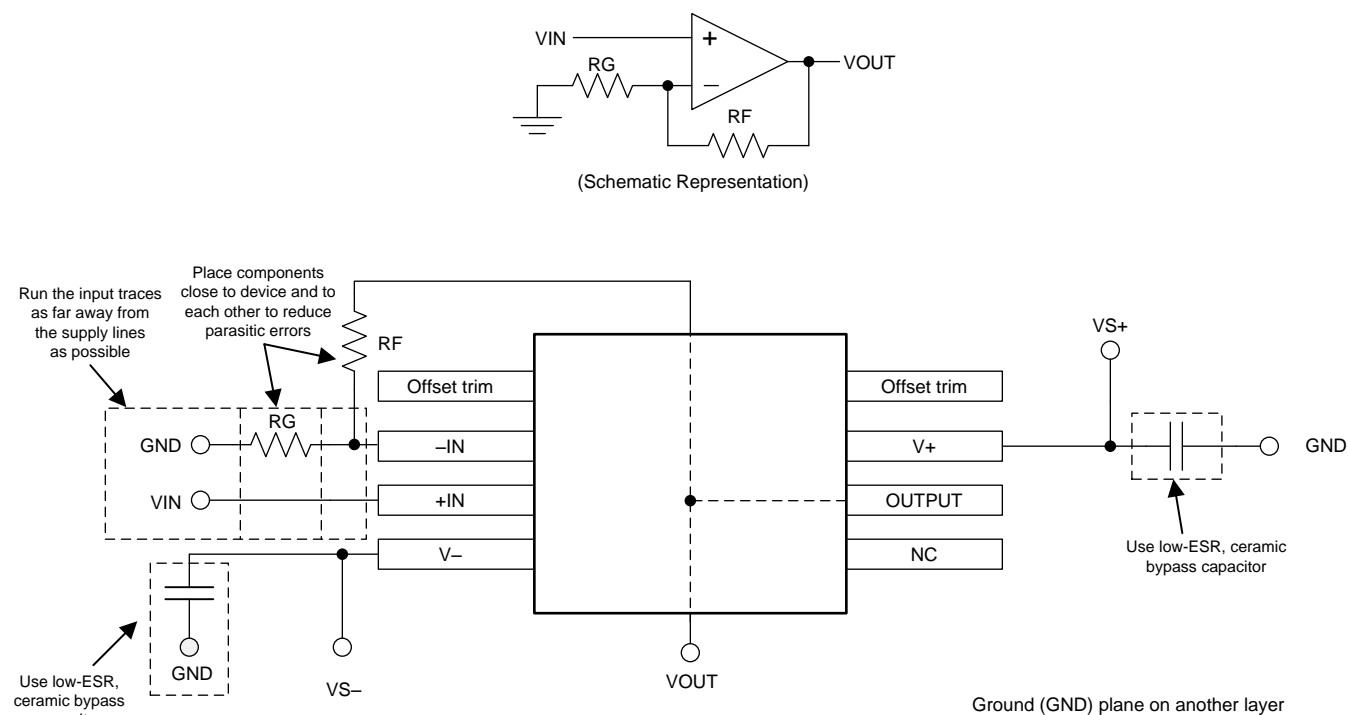 VIN
+
RG
−
VOUT
RF
(Schematic Representation)
Run the input traces
as far away from
the supply lines
as possible
Place components
close to device and to
each other to reduce
parasitic errors
RF
VS+
Offset trim
Offset trim
RG
GND
–IN
V+
GND
VIN
+IN
OUTPUT
V–
NC
Use low-ESR, ceramic
bypass capacitor
GND
VS–
VOUT
Use low-ESR,
ceramic bypass
Ground (GND) plane on another layer